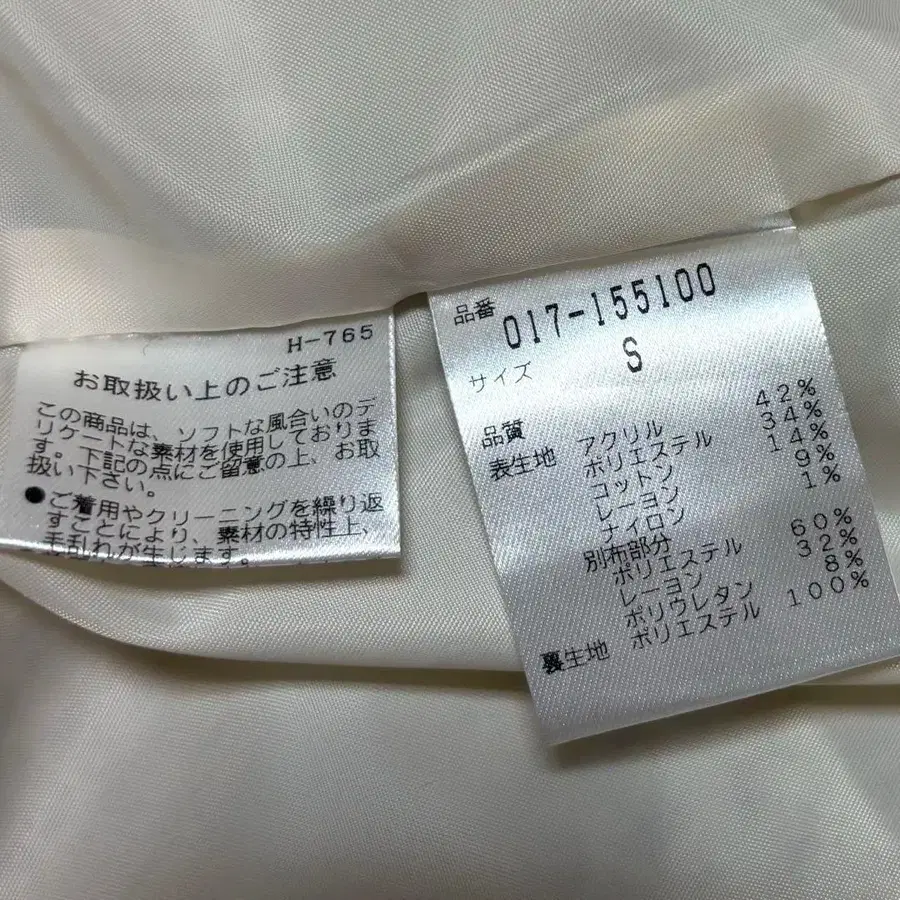 H-765
お取扱い上のご注意
この商品は、ソフトな風合いのデ
リケートな素材を使用しておりま
す。下記の点にご留意の上、お取
扱い下さい。
●ご着用やクリーニングを繰り返
すことにより、素材の特性上、
毛乱れが生じます。
品番 017-155100
サイズ S
品質
表生地 アクリル 42%
ポリエステル 34%
コットン 14%
レーヨン 9%
ナイロン 1%
別布部分
ポリエステル 60%
レーヨン 32%
ポリウレタン 8%
裏生地 ポリエステル 100%